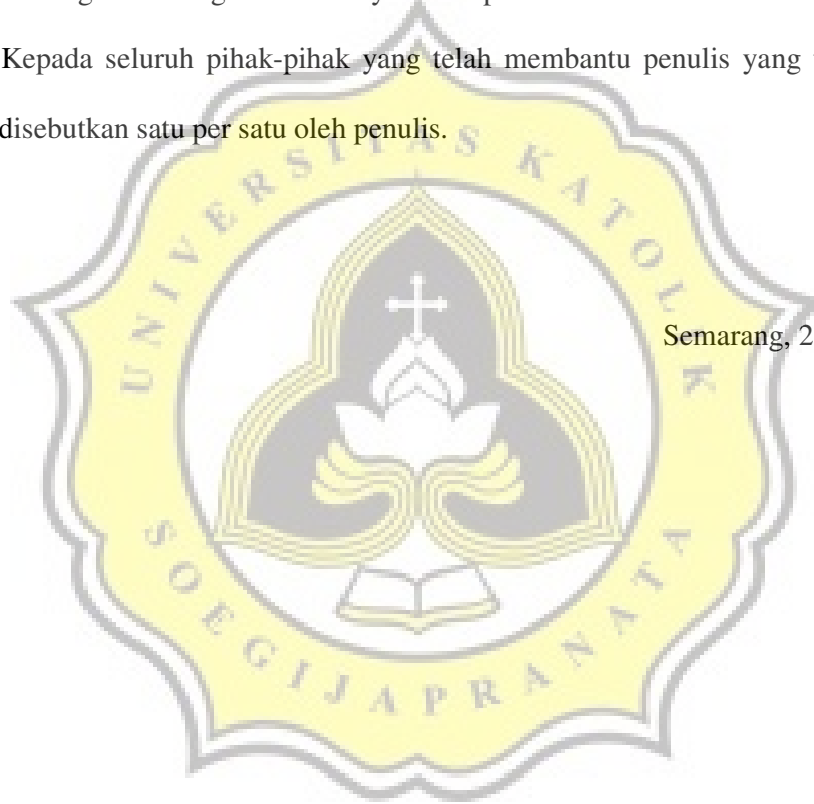 Kepada seluruh pihak-pihak yang telah membantu penulis yang
disebutkan satu per satu oleh penulis.
UNIVERSITAS KATOLIK
Semarang, 2
SOEGIJAPRANATA